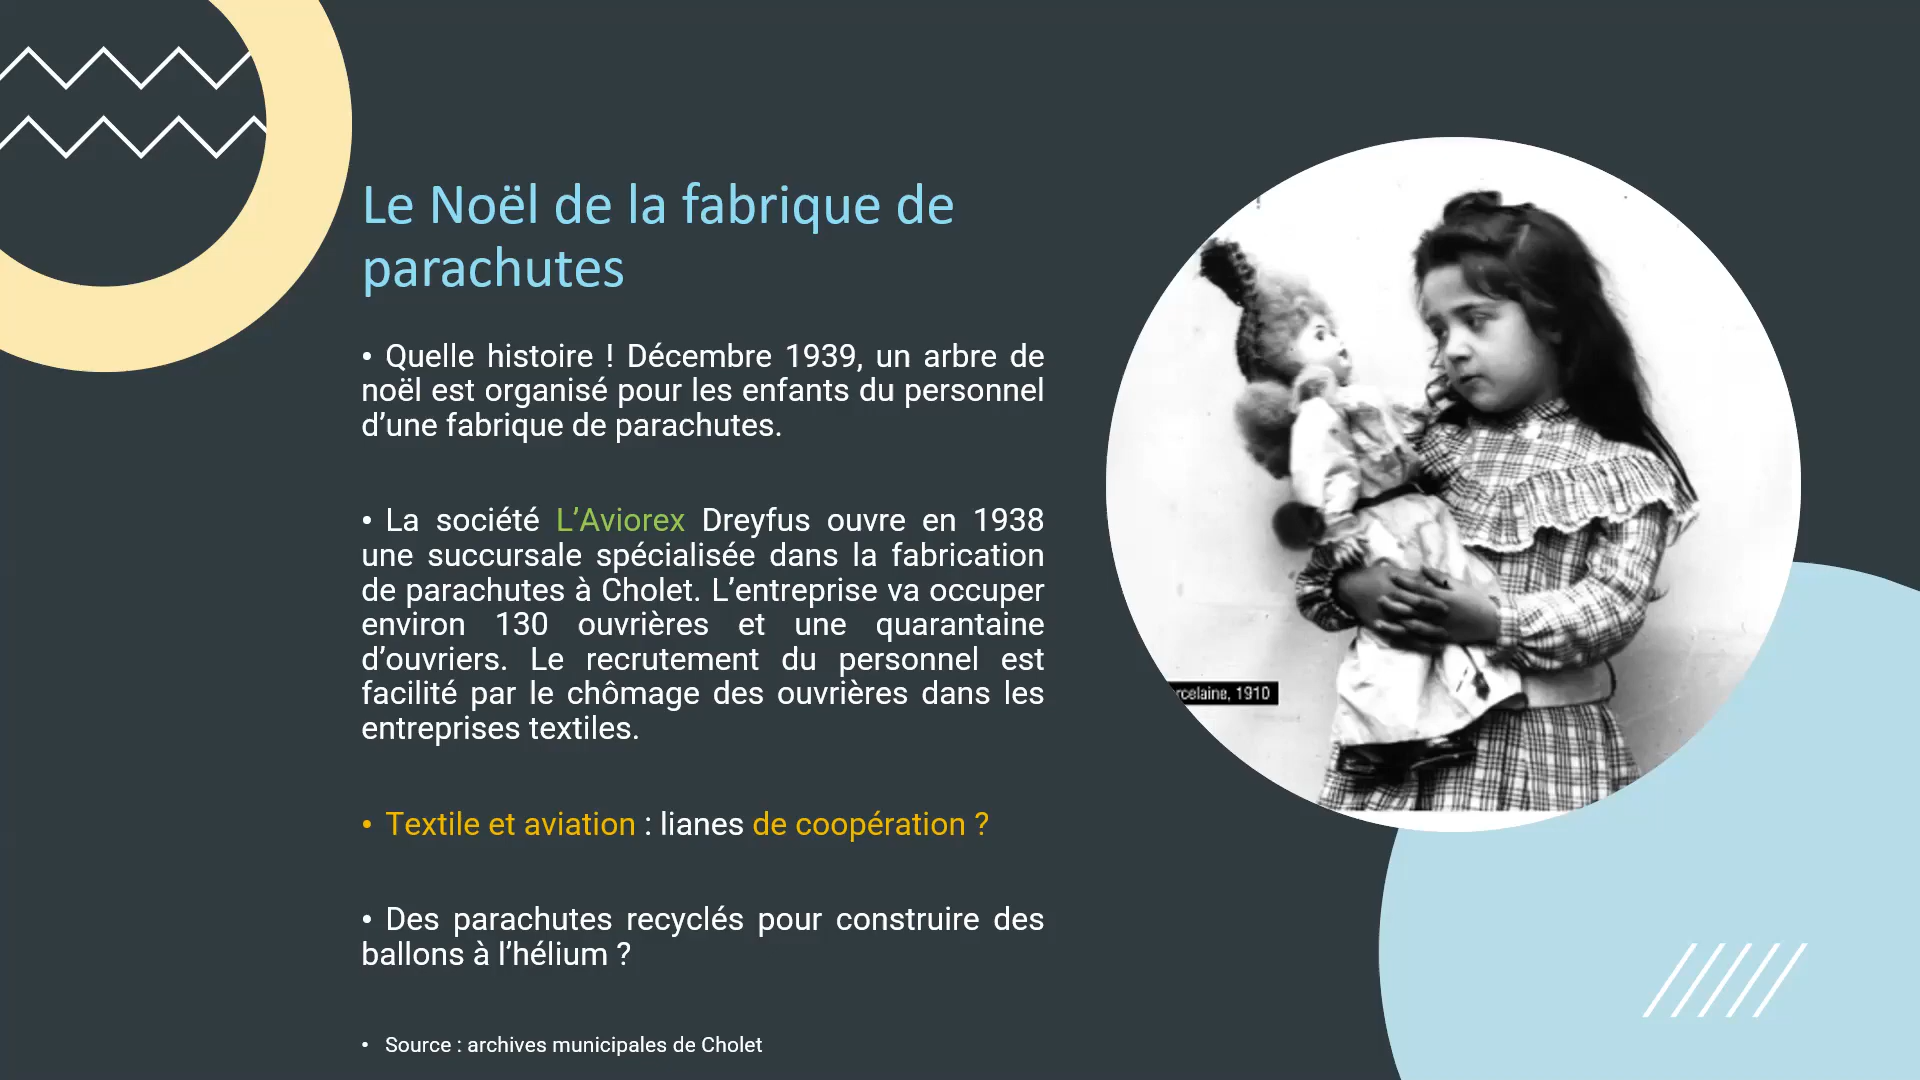 Le Noël de la fabrique de
parachutes
• Quelle histoire ! Décembre 1939, un arbre de
noël est organisé pour les enfants du personnel
d’une fabrique de parachutes.
• La société L’Aviorex Dreyfus ouvre en 1938
une succursale spécialisée dans la fabrication
de parachutes à Cholet. L’entreprise va occuper
environ 130 ouvrières et une quarantaine
d’ouvriers. Le recrutement du personnel est
facilité par le chômage des ouvrières dans les
entreprises textiles.
• Textile et aviation : lianes de coopération ?
• Des parachutes recyclés pour construire des
ballons à l’hélium ?
• Source : archives municipales de Cholet
rcelaine, 1910